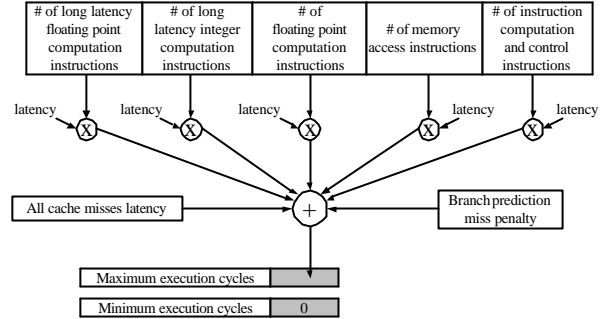 # of long latency
floating point
computation
instructions
# of long
latency integer
computation
instructions
# of
floating point
computation
instructions
# of memory
access instructions
# of instruction
computation
and control
instructions
latency
latency
latency
latency
latency
X
X
X
X
X
All cache misses latency
+
Branch prediction
miss penalty
Maximum execution cycles
Minimum execution cycles 0